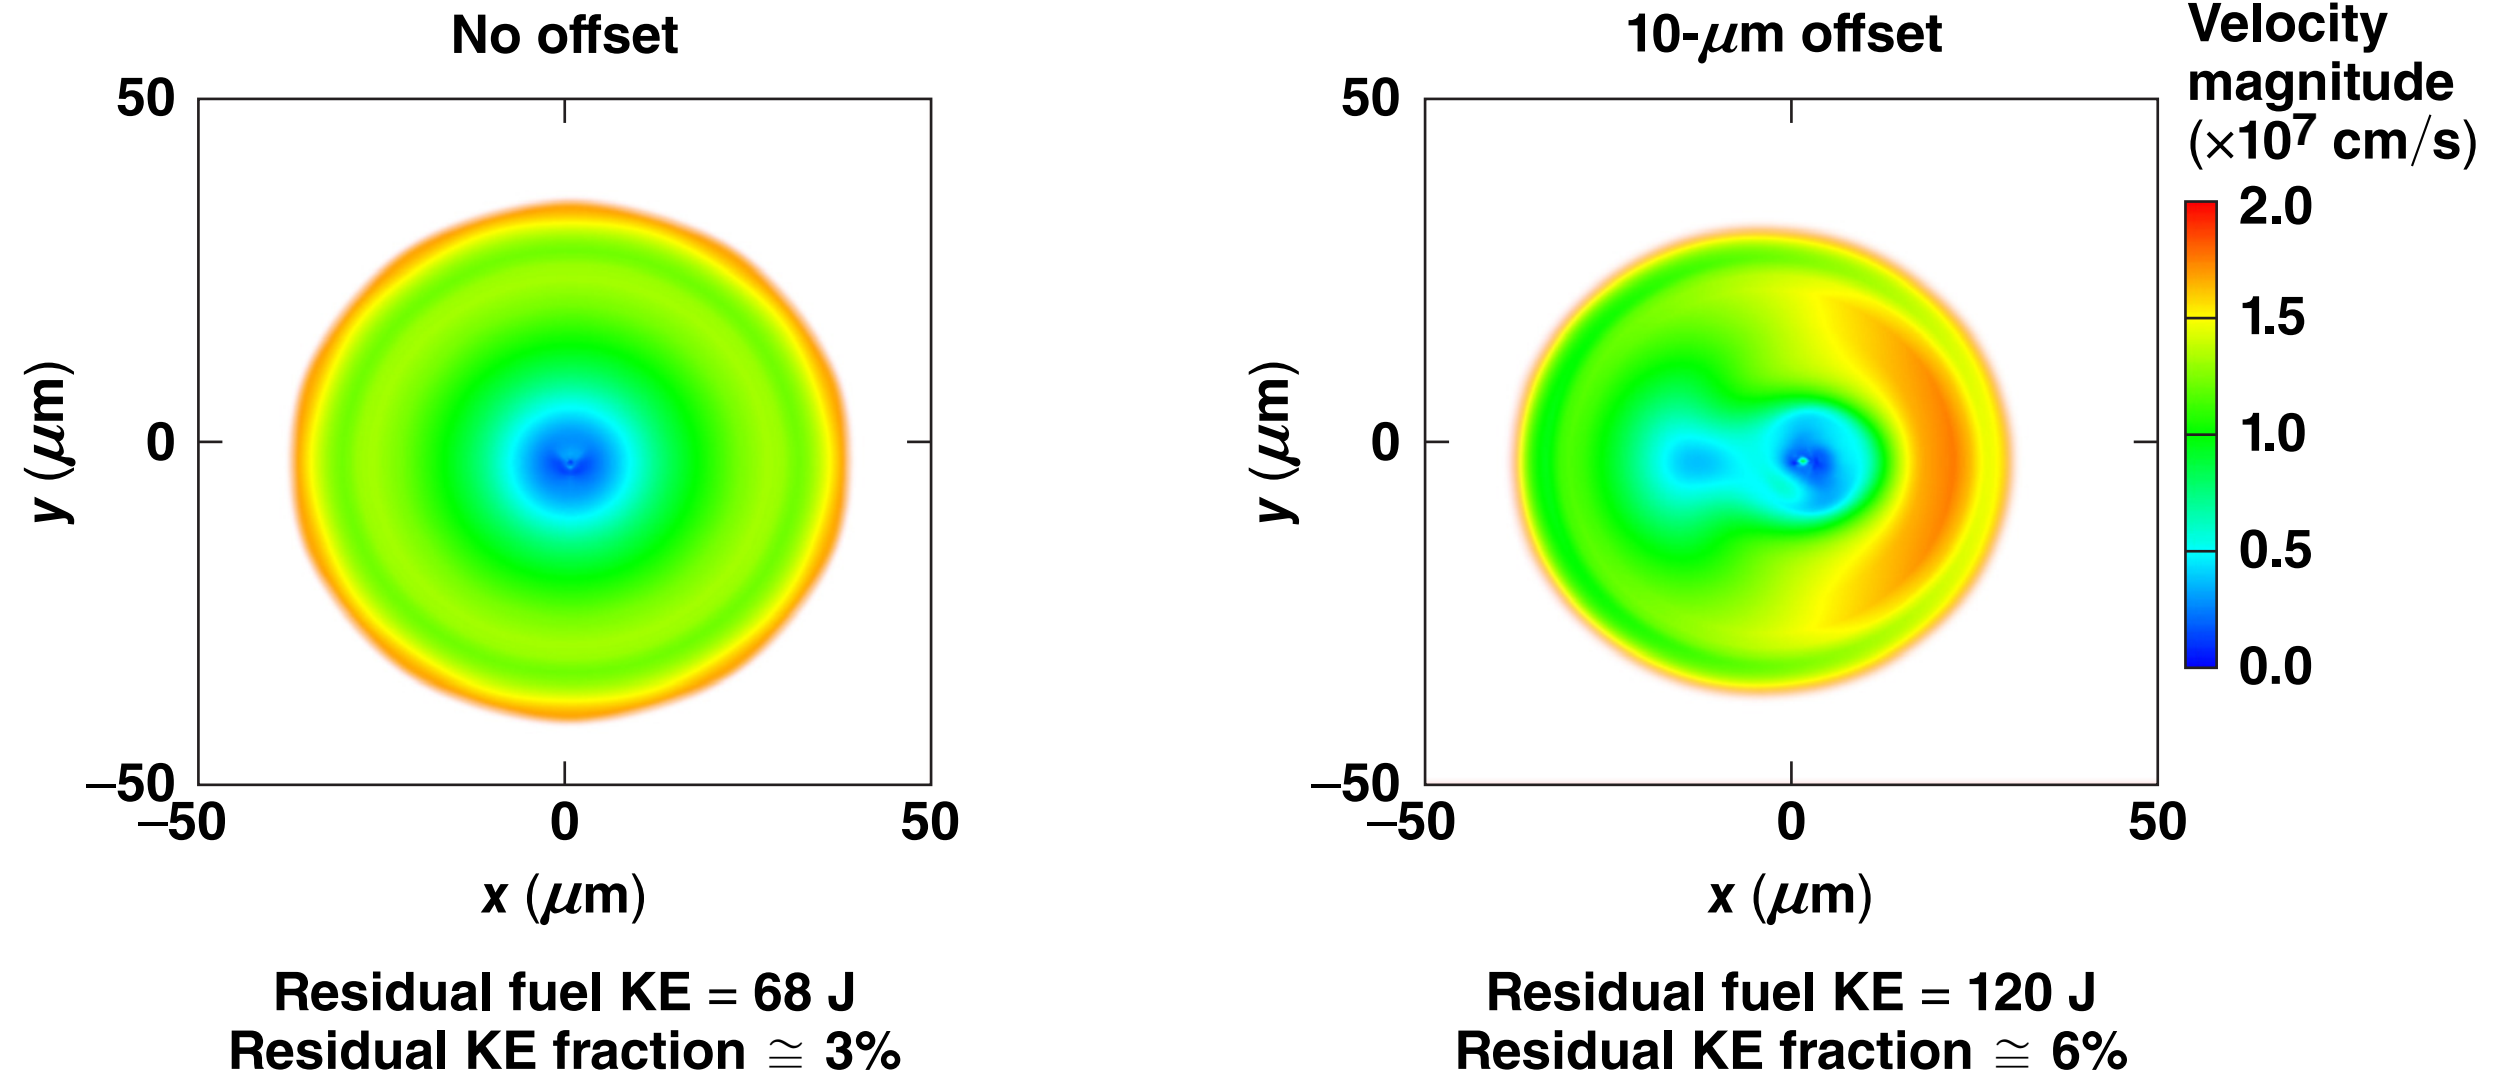 No offset
50
0
–50
–50 0 50
y (μm)
x (μm)
Residual fuel KE = 68 J
Residual KE fraction ≅ 3%
10-μm offset
50
0
–50
–50 0 50
y (μm)
x (μm)
Residual fuel KE = 120 J
Residual KE fraction ≅ 6%
Velocity
magnitude
(×10⁷ cm/s)
2.0
1.5
1.0
0.5
0.0